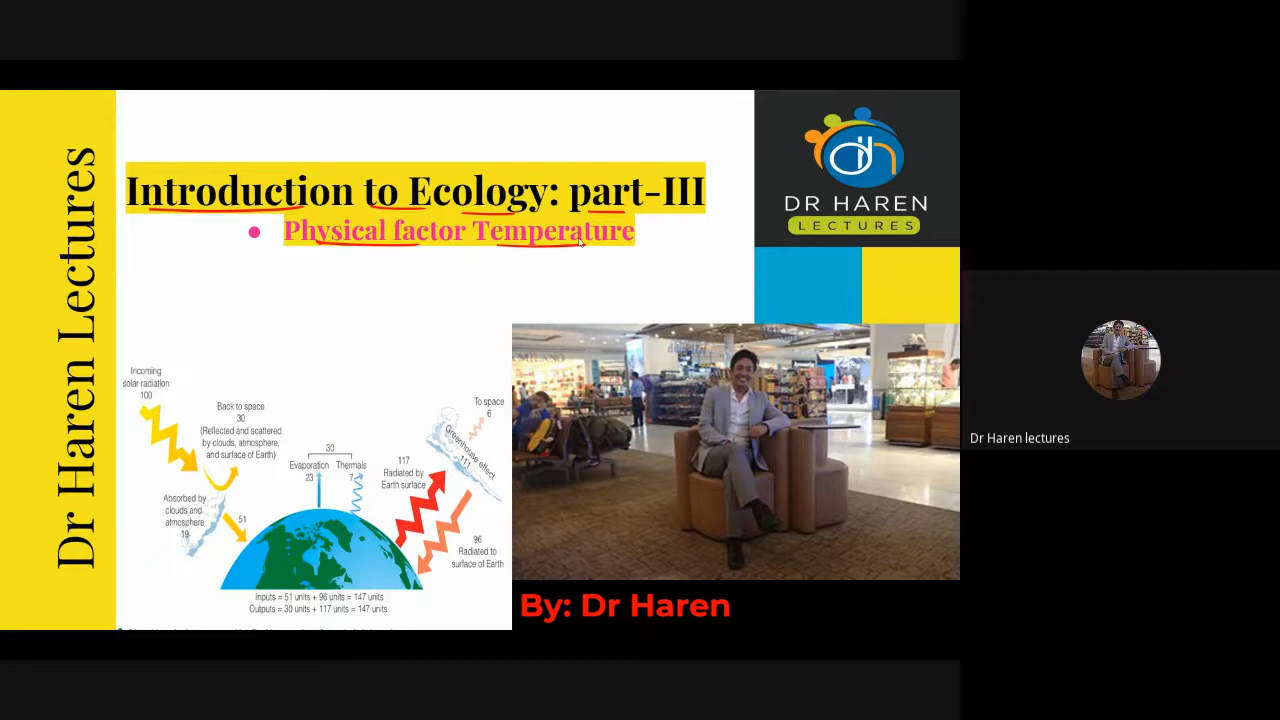 Dr Haren Lectures
Introduction to Ecology: part-III
Physical factor Temperature
DR HAREN
LECTURES
Incoming
solar radiation
100
Back to space
30
(Reflected and scattered
by clouds, atmosphere,
and surface of Earth)
Absorbed by
clouds and
atmosphere
19
51
30
Evaporation
23
Thermals
7
117
Radiated by
Earth surface
To space
6
Greenhouse effect
111
96
Radiated to
surface of Earth
Inputs = 51 units + 96 units = 147 units
Outputs = 30 units + 117 units = 147 units
By: Dr Haren
Dr Haren lectures